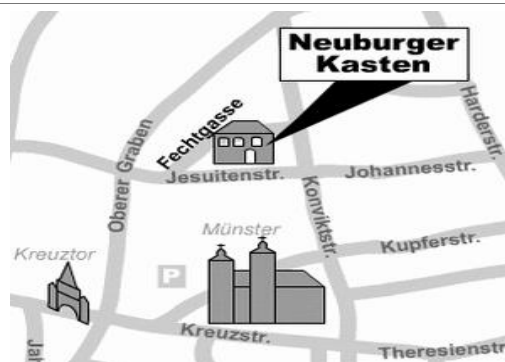 Neuburger
Kasten
Harderstr.
Fechtgasse
Oberer Graben
Jesuitenstr.
Johannesstr.
Konviktstr.
Münster
Kupferstr.
Kreuztor
P
Kreuzstr.
Theresienstr.